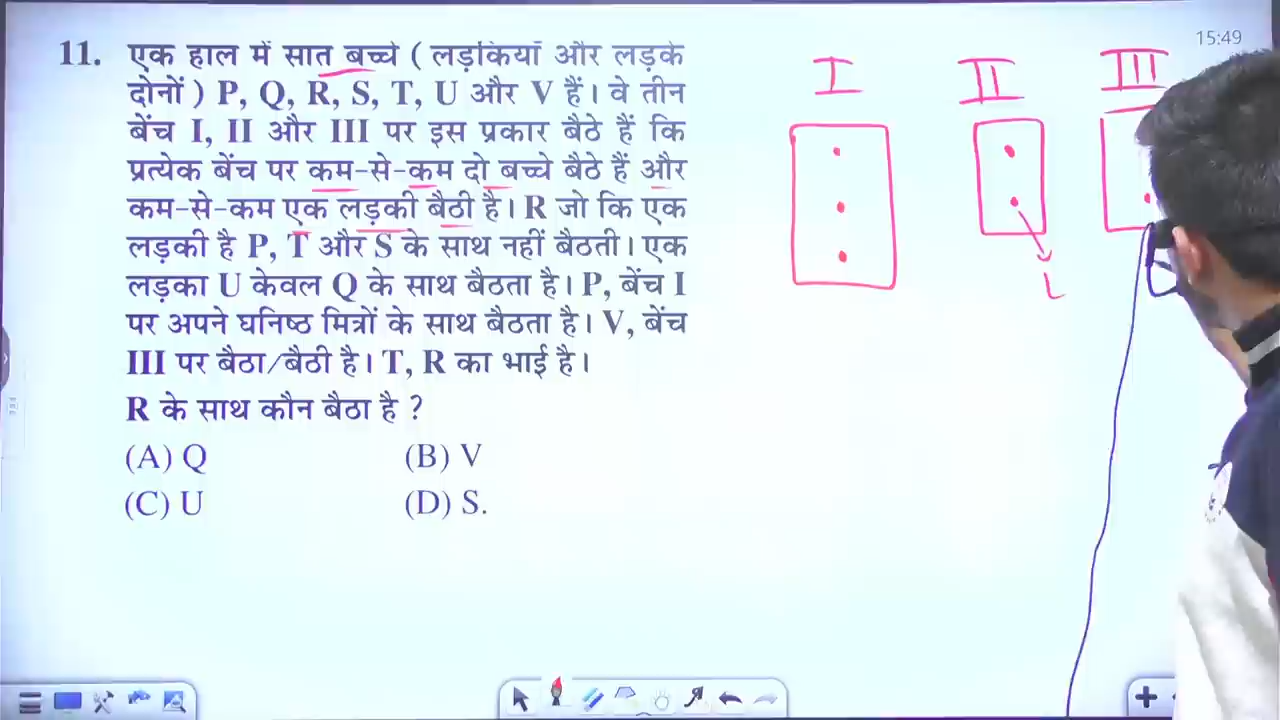 15:49
11. एक हाल में सात बच्चे ( लड़कियाँ और लड़के
दोनों ) P, Q, R, S, T, U और V हैं। वे तीन
बेंच I, II और III पर इस प्रकार बैठे हैं कि
प्रत्येक बेंच पर कम-से-कम दो बच्चे बैठे हैं और
कम-से-कम एक लड़की बैठी है। R जो कि एक
लड़की है P, T और S के साथ नहीं बैठती। एक
लड़का U केवल Q के साथ बैठता है। P, बेंच I
पर अपने घनिष्ठ मित्रों के साथ बैठता है। V, बेंच
III पर बैठा/बैठी है। T, R का भाई है।
R के साथ कौन बैठा है ?
(A) Q (B) V
(C) U (D) S.
I II III
L